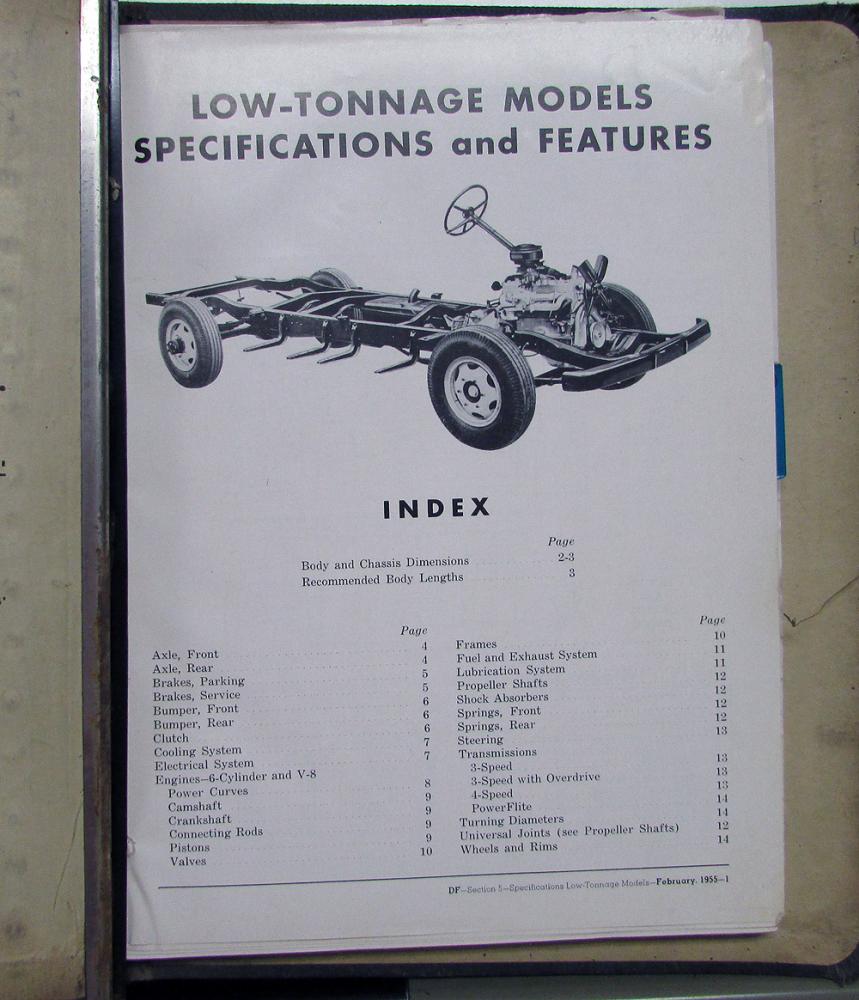 LOW-TONNAGE MODELS
SPECIFICATIONS and FEATURES
INDEX
Page
Body and Chassis Dimensions 2-3
Recommended Body Lengths 3
Page
Axle, Front 4
Axle, Rear 4
Brakes, Parking 5
Brakes, Service 5
Bumper, Front 6
Bumper, Rear 6
Clutch 6
Cooling System 7
Electrical System 7
Engines—6-Cylinder and V-8
Power Curves 8
Camshaft 9
Crankshaft 9
Connecting Rods 9
Pistons 9
Valves 10
Page
Frames 10
Fuel and Exhaust System 11
Lubrication System 11
Propeller Shafts 12
Shock Absorbers 12
Springs, Front 12
Springs, Rear 12
Steering 13
Transmissions
3-Speed 13
3-Speed with Overdrive 13
4-Speed 13
PowerFlite 14
Turning Diameters 14
Universal Joints (see Propeller Shafts) 12
Wheels and Rims 14
DF—Section 5—Specifications Low-Tonnage Models—February, 1955—1